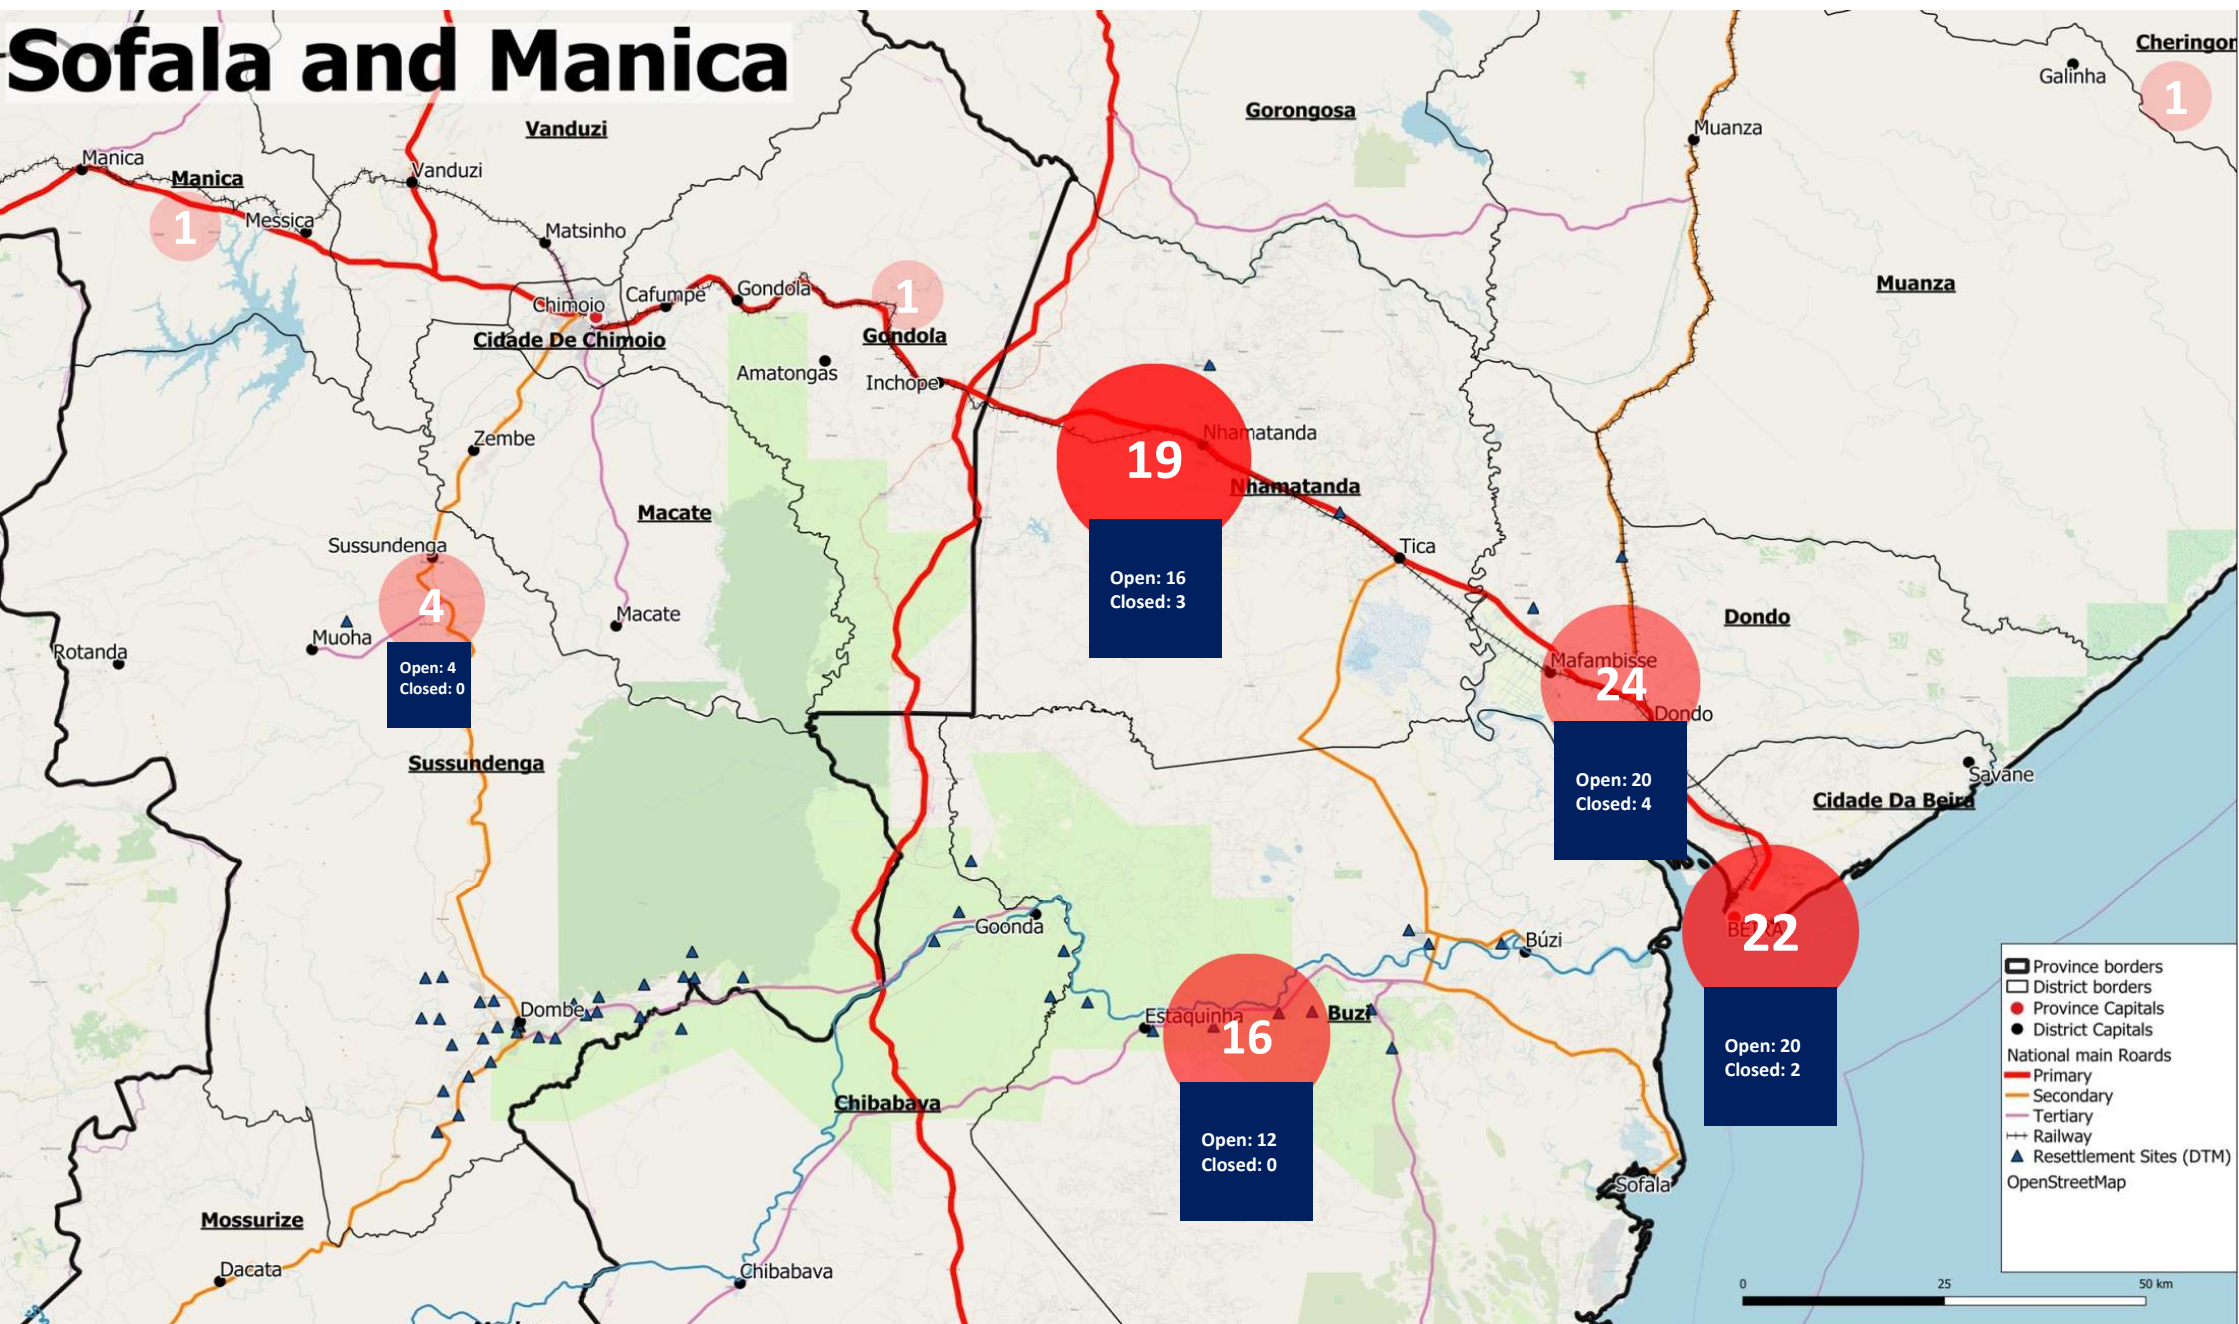 Sofala and Manica
Cheringor
Galinha
1
Gorongosa
Vanduzi
Muanza
Manica
Vanduzi
Manica
1
Messica
Matsinho
Muanza
Chimoio
Cafumpe
Gondola
1
Cidade De Chimoio
Gondola
Amatongas
Inchope
Zembe
19
Nhamatanda
Nhamatanda
Macate
Sussundenga
Tica
Open: 16
Closed: 3
4
Macate
Dondo
Muoha
Rotanda
Open: 4
Closed: 0
Mafambisse
24
Dondo
Sussundenga
Open: 20
Closed: 4
Savane
Cidade Da Beira
Goonda
Búzi
BEIRA
22
Dombe
Estaquinha
16
Buzi
Open: 20
Closed: 2
Chibabava
Open: 12
Closed: 0
Sofala
Mossurize
Dacata
Chibabava
Province borders
District borders
Province Capitals
District Capitals
National main Roards
Primary
Secondary
Tertiary
Railway
Resettlement Sites (DTM)
OpenStreetMap
0 25 50 km